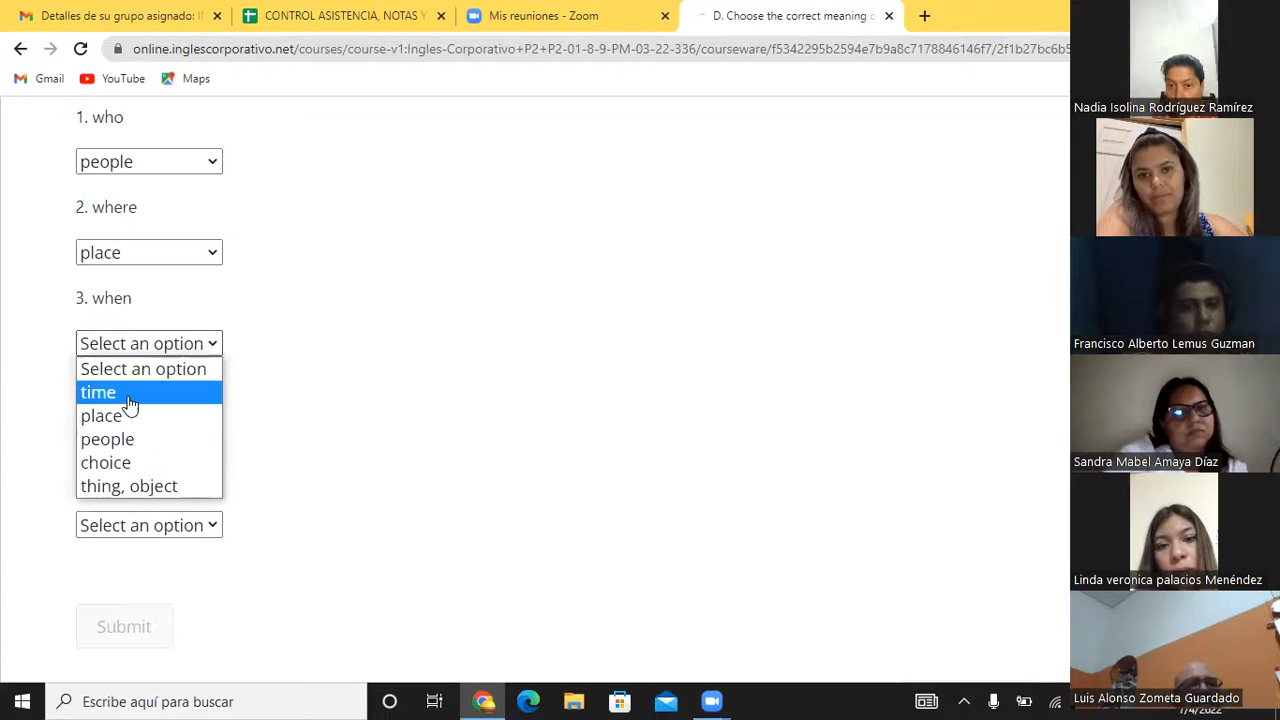 Detalles de su grupo asignado: I
CONTROL ASISTENCIA, NOTAS Y
Mis reuniones - Zoom
D. Choose the correct meaning o
online.inglescorporativo.net/courses/course-v1:Ingles-Corporativo+P2+P2-01-8-9-PM-03-22-336/courseware/f5342295b2594e7b9a8c7178846146f7/2f1b27bc6b5
Gmail
YouTube
Maps
1. who
people
2. where
place
3. when
Select an option
Select an option
time
place
people
choice
thing, object
Select an option
Submit
Nadia Isolina Rodríguez Ramírez
Francisco Alberto Lemus Guzman
Sandra Mabel Amaya Díaz
Linda veronica palacios Menéndez
Luis Alonso Zometa Guardado
Escribe aquí para buscar
7/4/2022